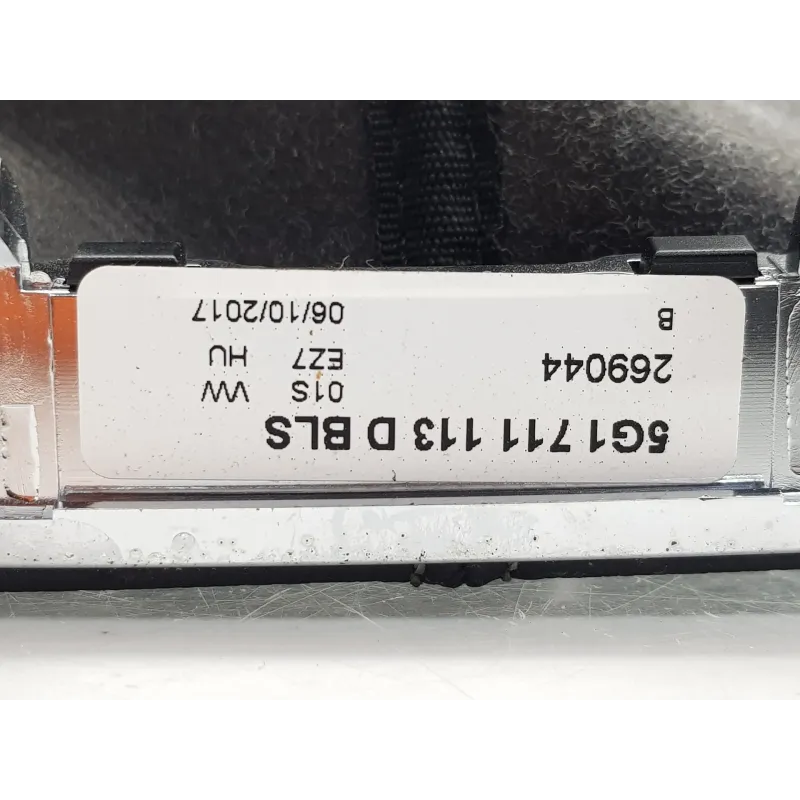 5G1 711 113 D BLS
01S VW
269044 EZ7 HU
B 06/10/2017